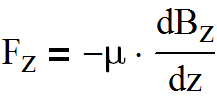 F_z = −μ · dB_z/dz